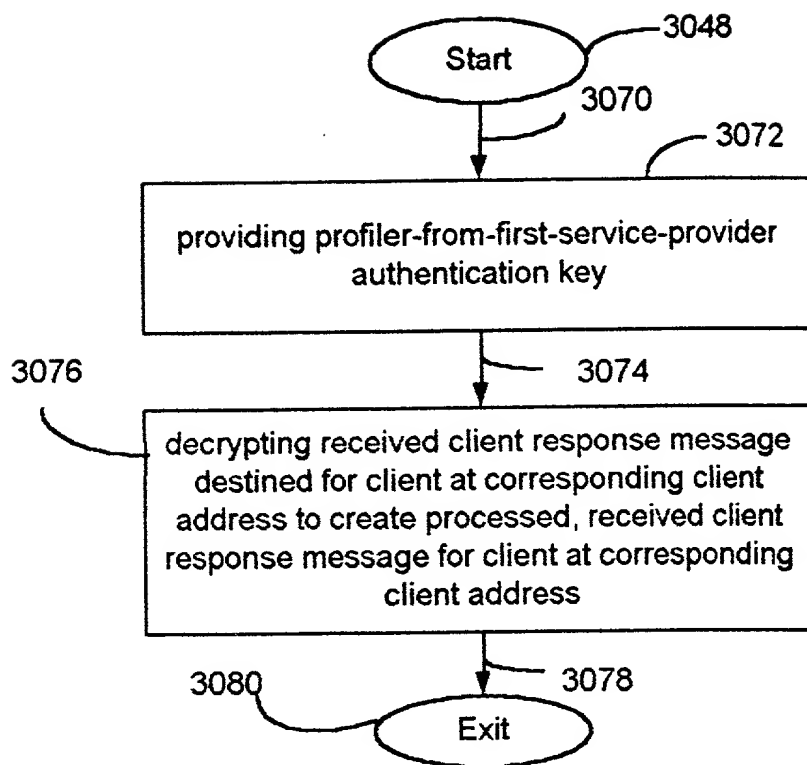 3048
Start
3070
3072
providing profiler-from-first-service-provider
authentication key
3076
3074
decrypting received client response message
destined for client at corresponding client
address to create processed, received client
response message for client at corresponding
client address
3080
3078
Exit